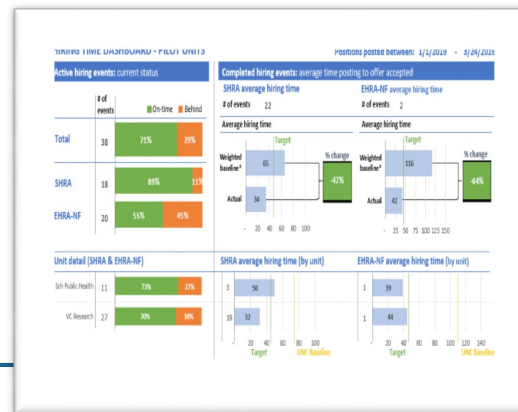 HIRING TIME DASHBOARD - PILOT UNITS
Positions posted between: 1/1/2019 - 5/24/2019
Active hiring events: current status
# of
events
On-time Behind
Total 38 71% 29%
SHRA 18 89% 11%
EHRA-NF 20 55% 45%
Completed hiring events: average time posting to offer accepted
SHRA average hiring time
# of events 22
Average hiring time
Target
% change
Weighted
baseline* 65
-47%
Actual 34
- 20 40 60 80 100
EHRA-NF average hiring time
# of events 2
Average hiring time
Target
% change
Weighted
baseline* 116
-64%
Actual 42
- 25 50 75 100 125 150
Unit detail (SHRA & EHRA-NF)
Sch Public Health 11 73% 27%
VC Research 27 70% 30%
SHRA average hiring time (by unit)
3 50
19 32
- 20 40 60 80 100
Target UNC Baseline
EHRA-NF average hiring time (by unit)
1 39
1 44
- 20 40 60 80 100 120 140
Target UNC Baseline